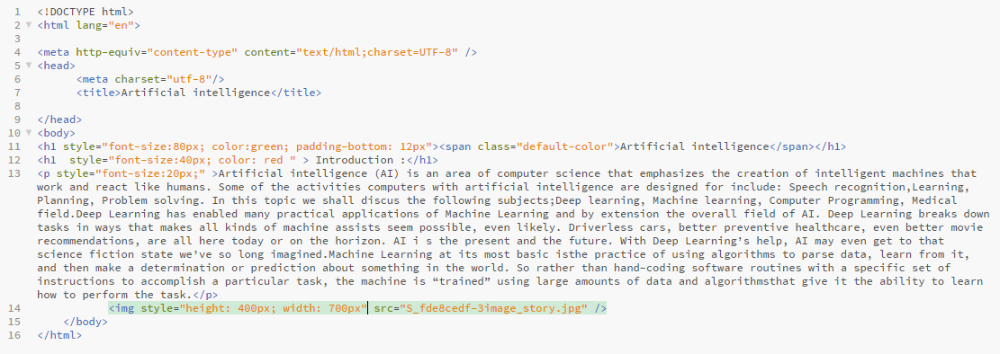 1 <!DOCTYPE html>
2 <html lang="en">
3
4 <meta http-equiv="content-type" content="text/html;charset=UTF-8" />
5 <head>
6 <meta charset="utf-8"/>
7 <title>Artificial intelligence</title>
8
9 </head>
10 <body>
11 <h1 style="font-size:80px; color:green; padding-bottom: 12px"><span class="default-color">Artificial intelligence</span></h1>
12 <h1  style="font-size:40px; color: red " > Introduction :</h1>
13 <p style="font-size:20px;" >Artificial intelligence (AI) is an area of computer science that emphasizes the creation of intelligent machines that
work and react like humans. Some of the activities computers with artificial intelligence are designed for include: Speech recognition,Learning,
Planning, Problem solving. In this topic we shall discus the following subjects;Deep learning, Machine learning, Computer Programming, Medical
field.Deep Learning has enabled many practical applications of Machine Learning and by extension the overall field of AI. Deep Learning breaks down
tasks in ways that makes all kinds of machine assists seem possible, even likely. Driverless cars, better preventive healthcare, even better movie
recommendations, are all here today or on the horizon. AI i s the present and the future. With Deep Learning's help, AI may even get to that
science fiction state we've so long imagined.Machine Learning at its most basic isthe practice of using algorithms to parse data, learn from it,
and then make a determination or prediction about something in the world. So rather than hand-coding software routines with a specific set of
instructions to accomplish a particular task, the machine is “trained” using large amounts of data and algorithmsthat give it the ability to learn
how to perform the task.</p>
14 <img style="height: 400px; width: 700px" src="S_fde8cedf-3image_story.jpg" />
15 </body>
16 </html>